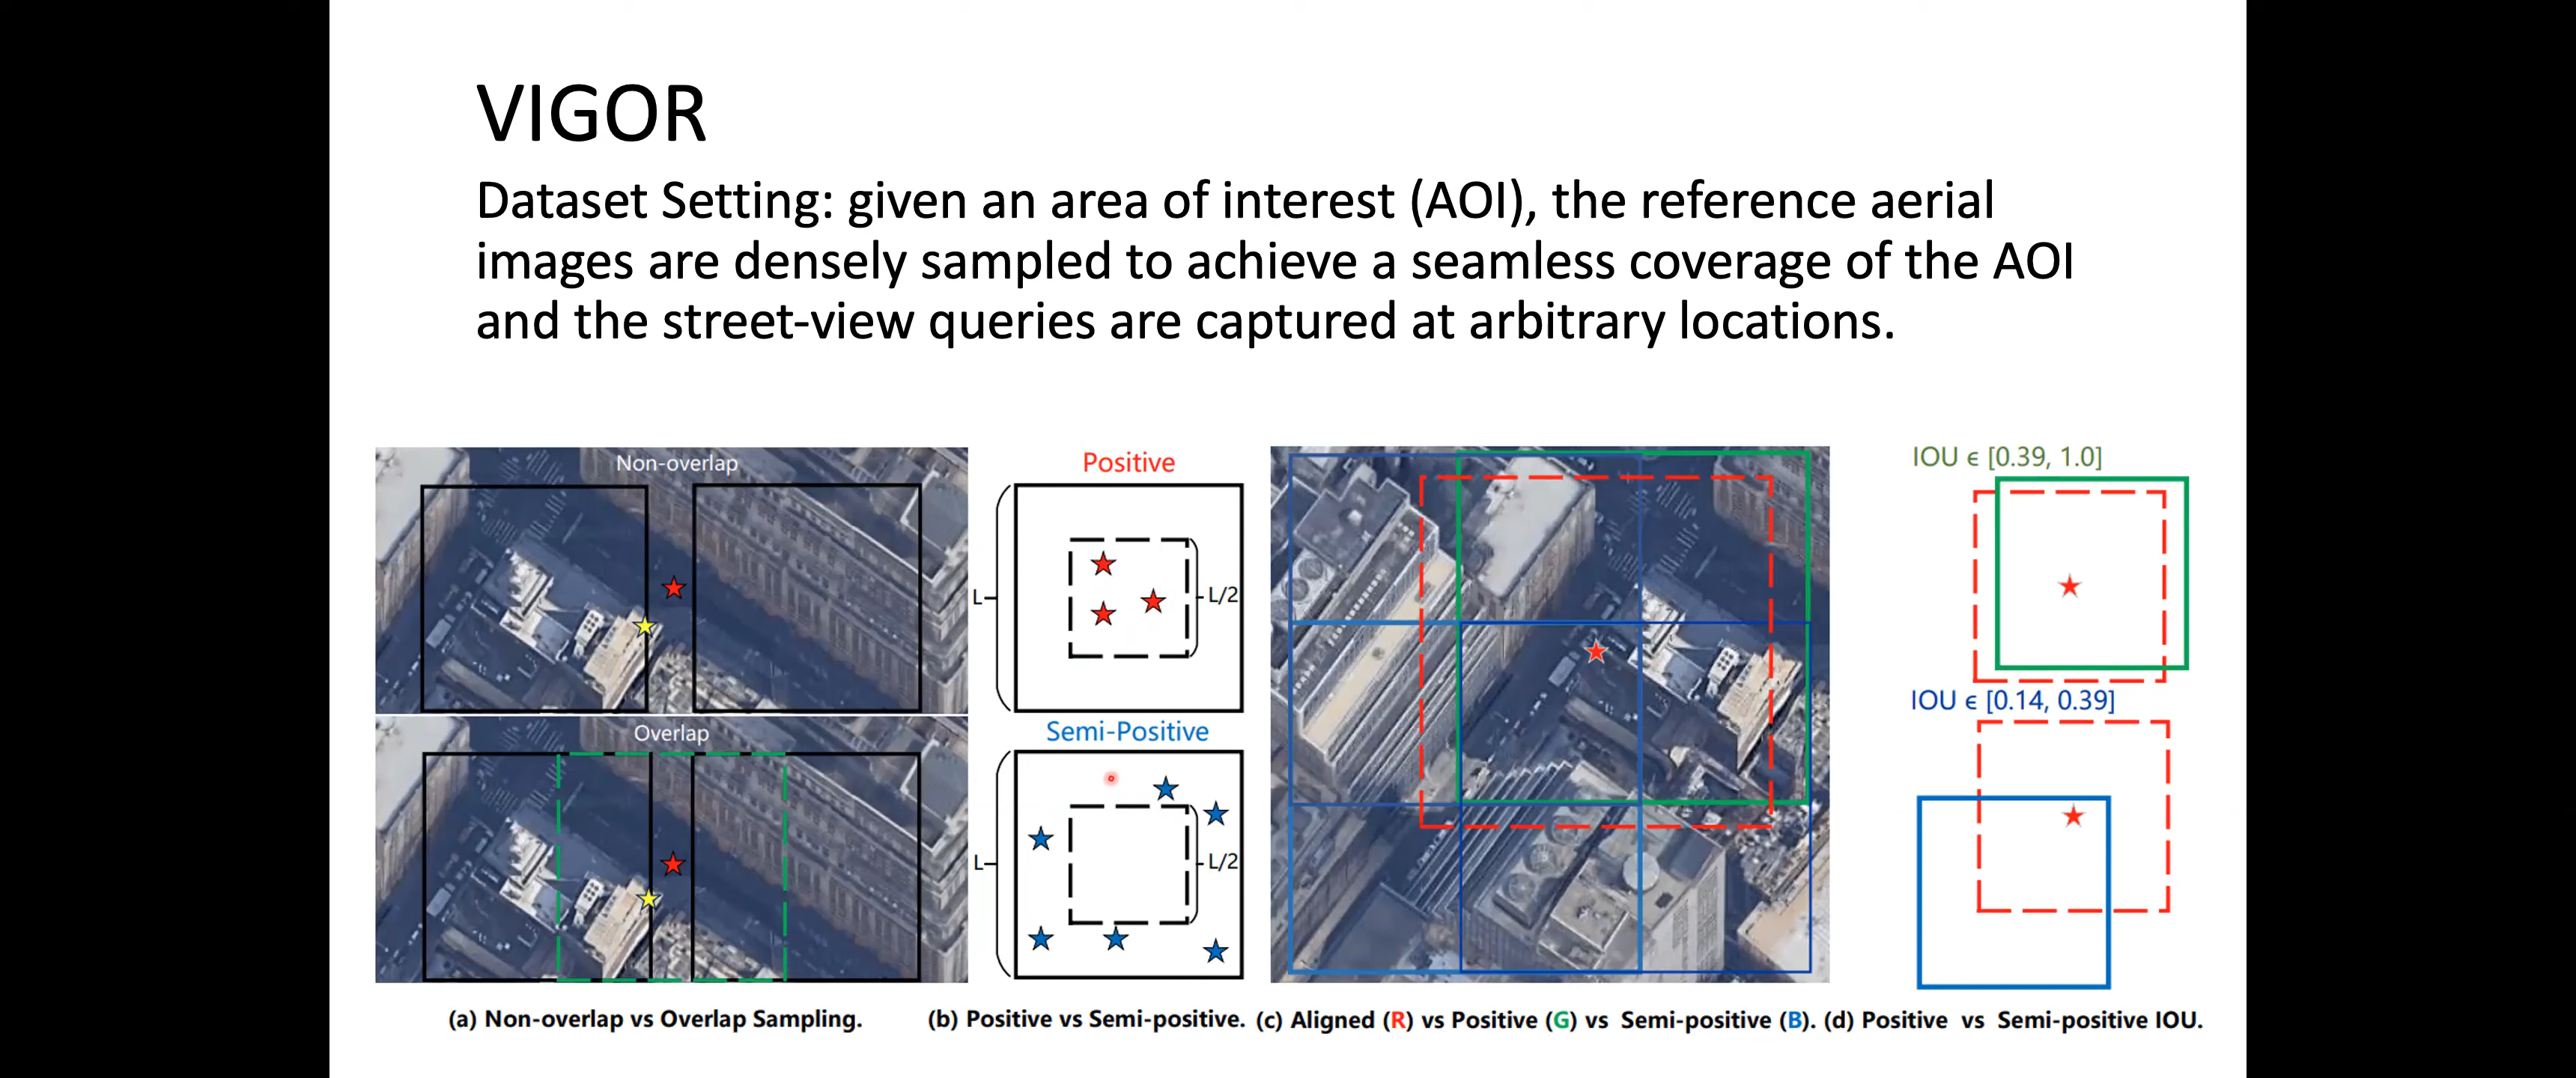 VIGOR
Dataset Setting: given an area of interest (AOI), the reference aerial
images are densely sampled to achieve a seamless coverage of the AOI
and the street-view queries are captured at arbitrary locations.
Non-overlap
Overlap
(a) Non-overlap vs Overlap Sampling.
Positive
L
L/2
Semi-Positive
L
L/2
(b) Positive vs Semi-positive.
(c) Aligned (R) vs Positive (G) vs Semi-positive (B).
IOU ϵ [0.39, 1.0]
IOU ϵ [0.14, 0.39]
(d) Positive vs Semi-positive IOU.